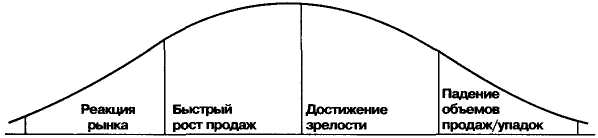 Реакция
рынка
Быстрый
рост продаж
Достижение
зрелости
Падение
объемов
продаж/упадок